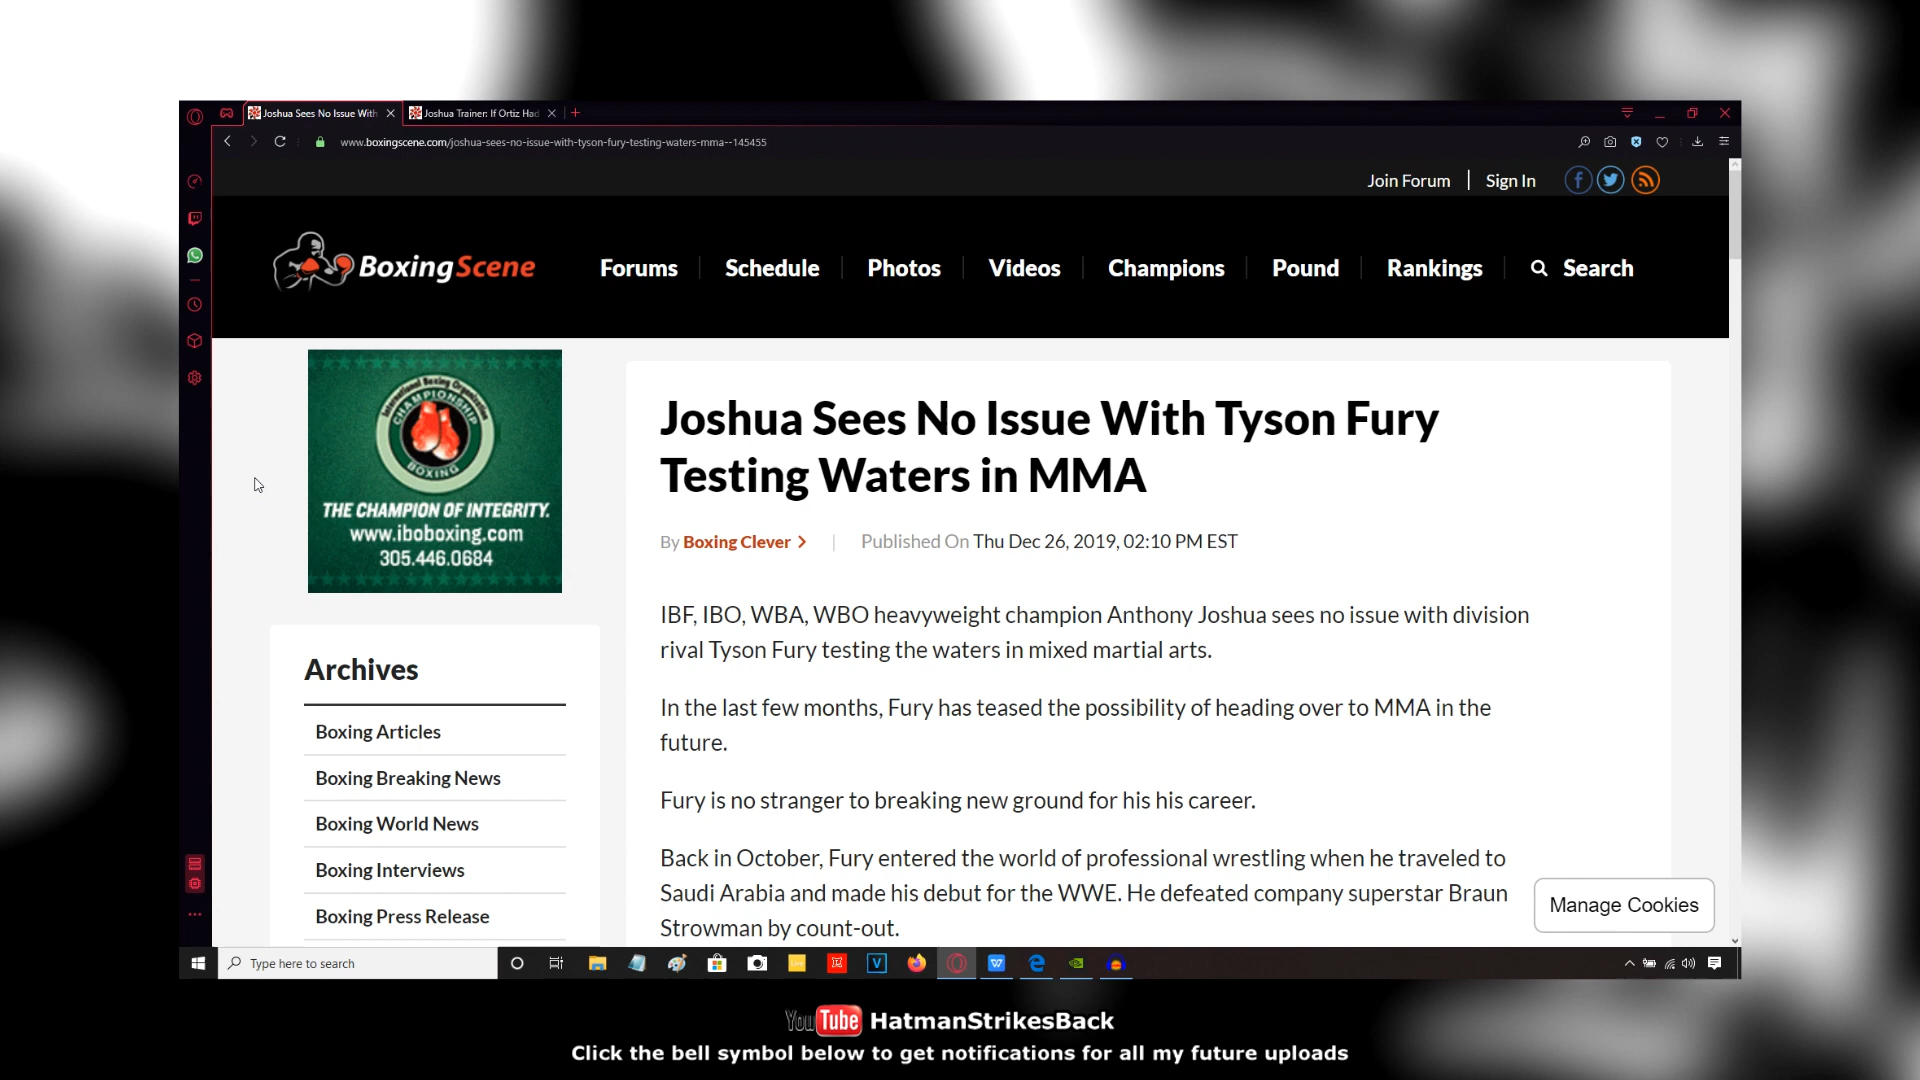 Joshua Sees No Issue With
Joshua Trainer: If Ortiz Had
www.boxingscene.com/joshua-sees-no-issue-with-tyson-fury-testing-waters-mma--145455
Join Forum | Sign In
BoxingScene
Forums
Schedule
Photos
Videos
Champions
Pound
Rankings
Search
International Boxing Organization
CHAMPIONSHIP
BOXING
THE CHAMPION OF INTEGRITY.
www.iboboxing.com
305.446.0684
Archives
Boxing Articles
Boxing Breaking News
Boxing World News
Boxing Interviews
Boxing Press Release
Joshua Sees No Issue With Tyson Fury
Testing Waters in MMA
By Boxing Clever > | Published On Thu Dec 26, 2019, 02:10 PM EST
IBF, IBO, WBA, WBO heavyweight champion Anthony Joshua sees no issue with division
rival Tyson Fury testing the waters in mixed martial arts.
In the last few months, Fury has teased the possibility of heading over to MMA in the
future.
Fury is no stranger to breaking new ground for his his career.
Back in October, Fury entered the world of professional wrestling when he traveled to
Saudi Arabia and made his debut for the WWE. He defeated company superstar Braun
Strowman by count-out.
Manage Cookies
Type here to search
YouTube HatmanStrikesBack
Click the bell symbol below to get notifications for all my future uploads